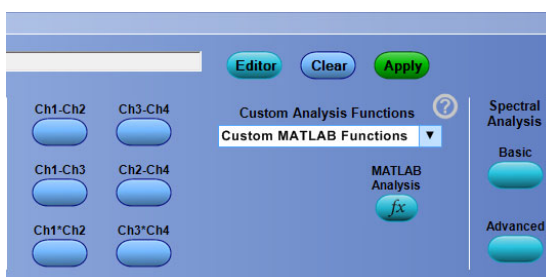 Editor Clear Apply
Ch1-Ch2 Ch3-Ch4
Custom Analysis Functions ?
Spectral
Analysis
Custom MATLAB Functions
Basic
Ch1-Ch3 Ch2-Ch4
MATLAB
Analysis
fx
Ch1*Ch2 Ch3*Ch4
Advanced